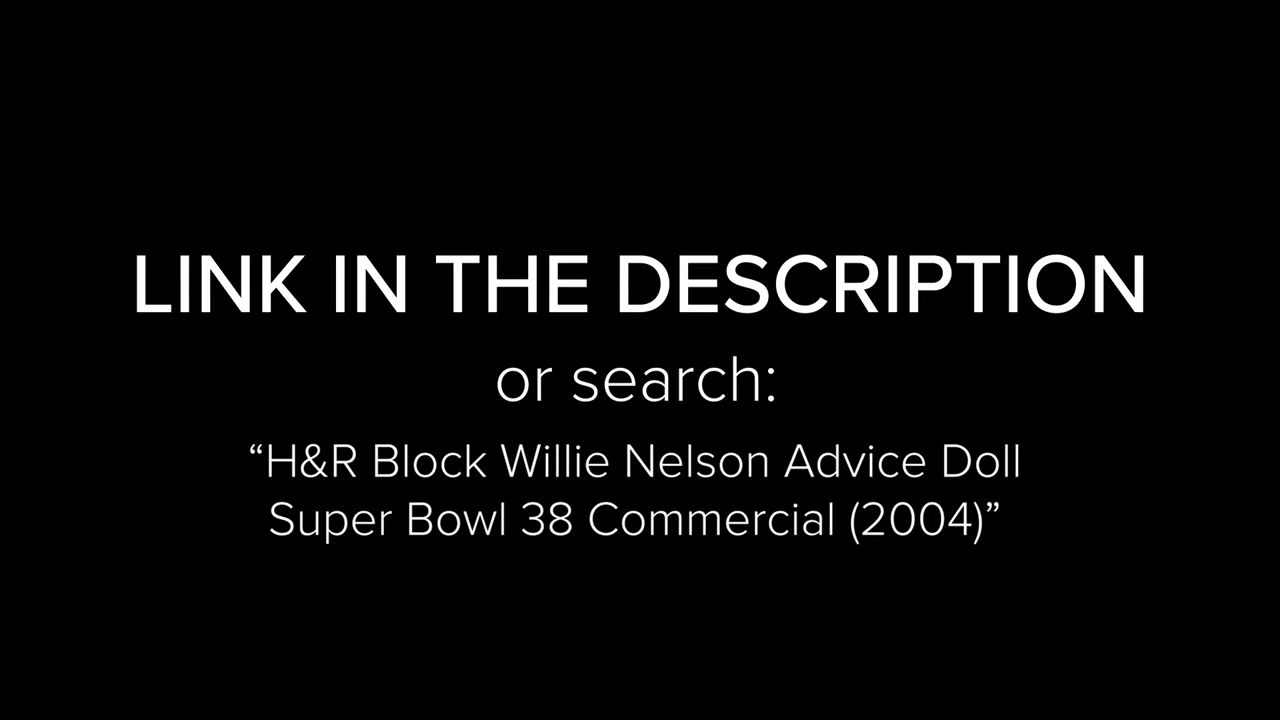 LINK IN THE DESCRIPTION
or search:
“H&R Block Willie Nelson Advice Doll
Super Bowl 38 Commercial (2004)”